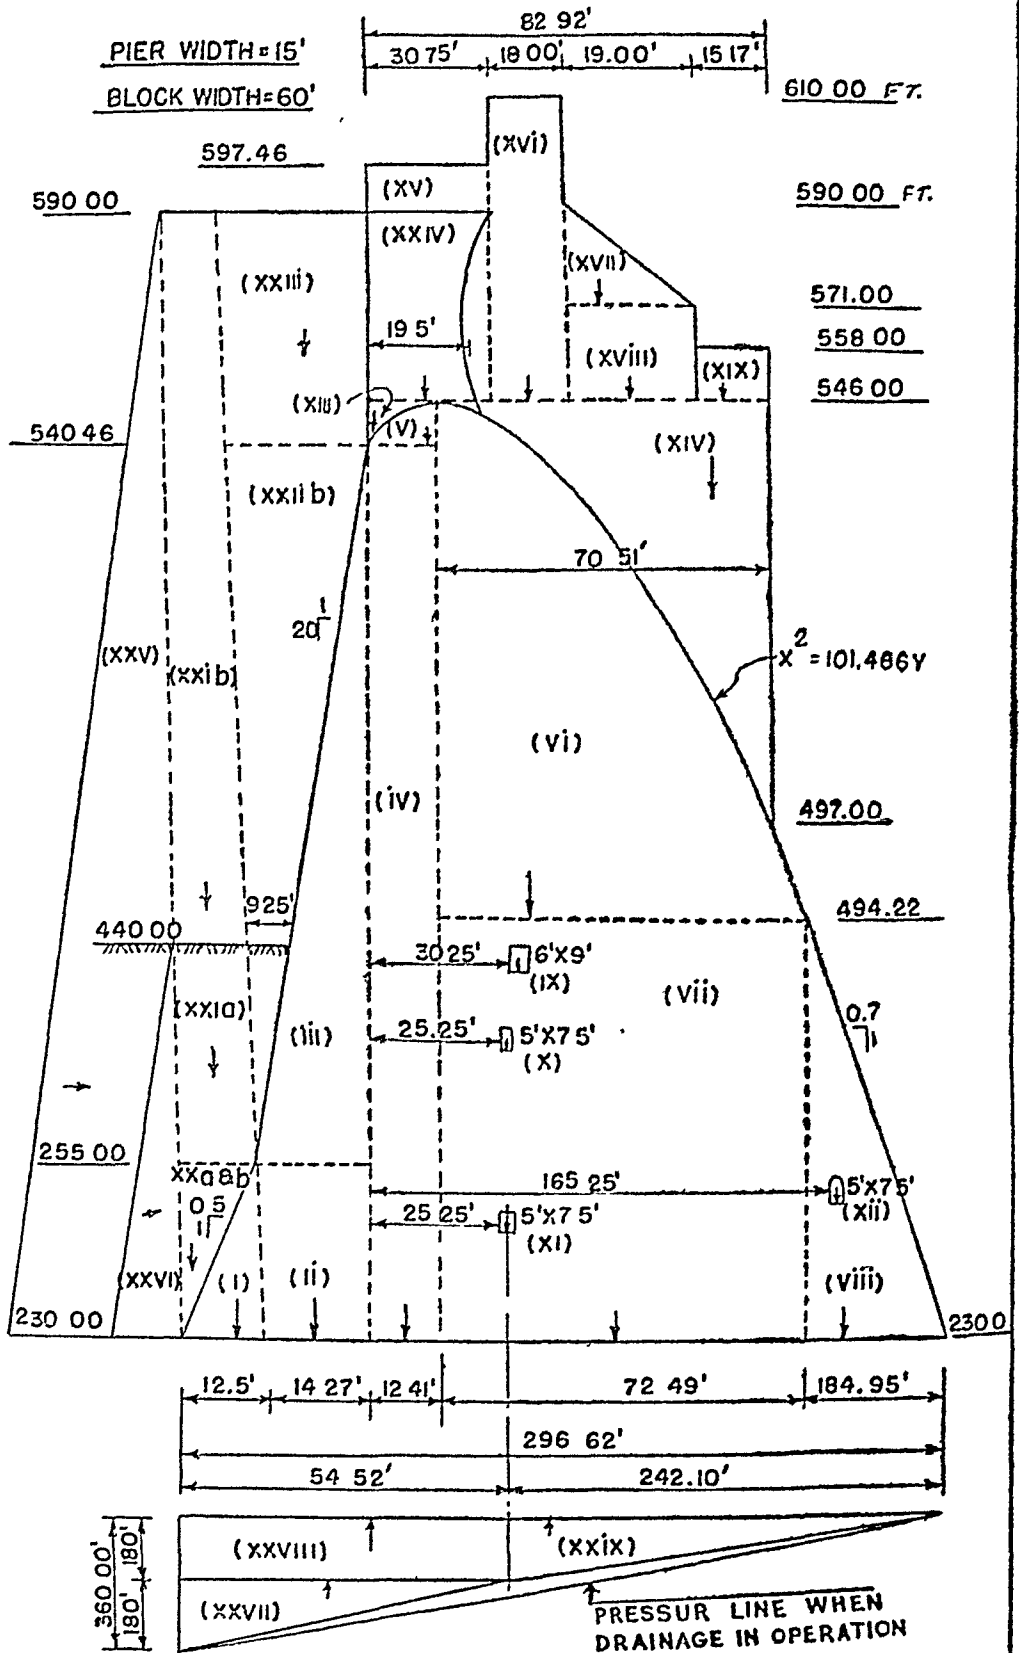 82 92'
PIER WIDTH=15'
30 75' 18 00' 19.00' 15 17'
BLOCK WIDTH=60'
610 00 FT.
(XVi)
597.46
(XV)
590 00
590 00 FT.
(XXIV)
(XXIII)
(XVII)
571.00
19 5'
558 00
(XVIII)
(XIX)
(XIII)
546 00
(V)
540 46
(XIV)
(XXII b)
70 51'
1
20
(XXV)
(XXI b)
x² =101.486Y
(Vi)
(iV)
497.00
925'
494.22
440 00
30 25' 6'X9'
(IX)
(XXIa)
(Vii)
0.7
1
(iii)
25.25' 5'X7 5'
(X)
255 00
XXa&b
165 25' 5'X7 5'
(Xii)
0 5
1
25 25' 5'X7 5'
(XI)
(XXVI)
(I)
(ii)
(Viii)
230 00
2300
12.5' 14 27' 12 41' 72 49' 184.95'
296 62'
54 52' 242.10'
360 00'
180'
180'
(XXVIII)
(XXIX)
(XXVII)
PRESSUR LINE WHEN
DRAINAGE IN OPERATION